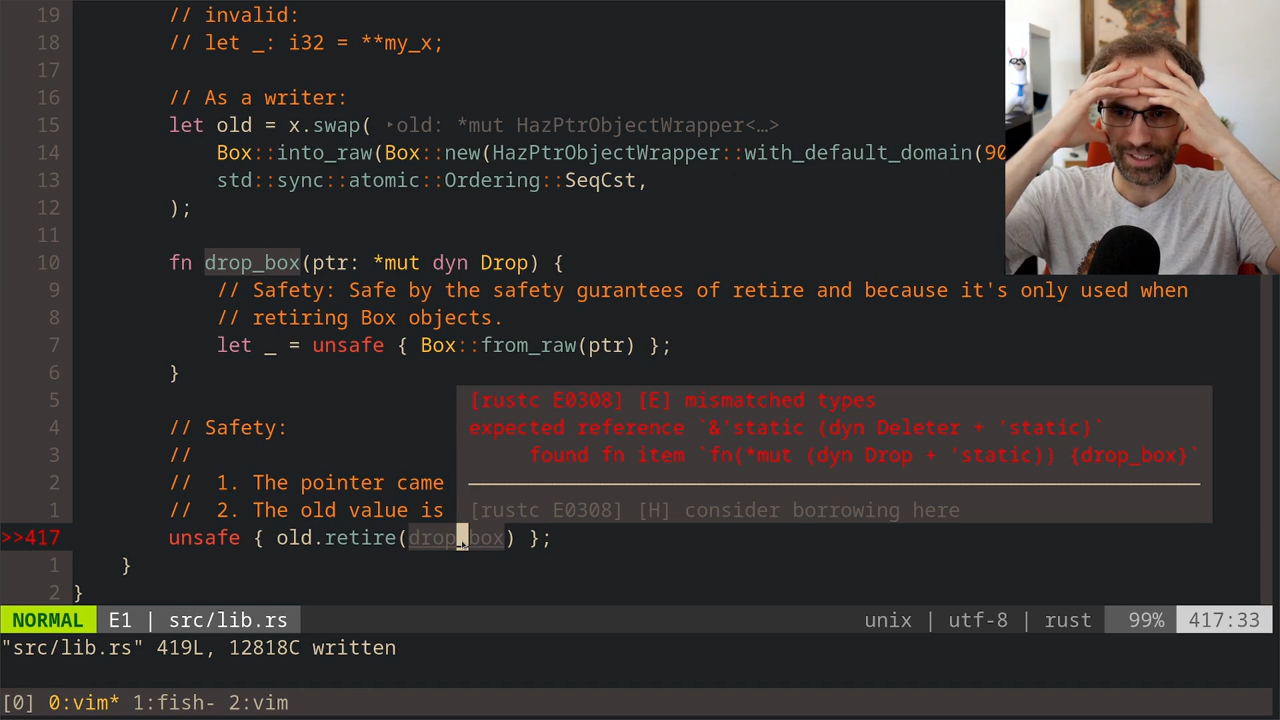 19 // invalid:
18 // let _: i32 = **my_x;
17
16 // As a writer:
15 let old = x.swap( ‣old: *mut HazPtrObjectWrapper<…>
14 Box::into_raw(Box::new(HazPtrObjectWrapper::with_default_domain(90
13 std::sync::atomic::Ordering::SeqCst,
12 );
11
10 fn drop_box(ptr: *mut dyn Drop) {
9 // Safety: Safe by the safety gurantees of retire and because it's only used when
8 // retiring Box objects.
7 let _ = unsafe { Box::from_raw(ptr) };
6 }
5 [rustc E0308] [E] mismatched types
4 // Safety: expected reference `&'static (dyn Deleter + 'static)`
3 // found fn item `fn(*mut (dyn Drop + 'static)) {drop_box}`
2 // 1. The pointer came
1 // 2. The old value is [rustc E0308] [H] consider borrowing here
>>417 unsafe { old.retire(drop_box) };
1 }
2 }
NORMAL E1 | src/lib.rs unix | utf-8 | rust 99% 417:33
"src/lib.rs" 419L, 12818C written
[0] 0:vim* 1:fish- 2:vim